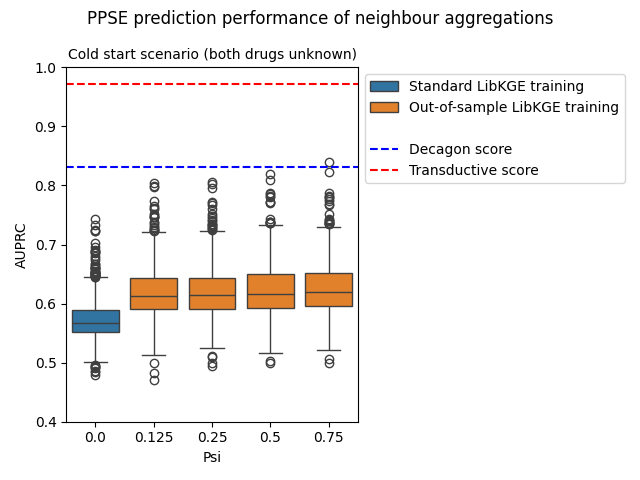 PPSE prediction performance of neighbour aggregations
Cold start scenario (both drugs unknown)
1.0
0.9
0.8
0.7
0.6
0.5
0.4
AUPRC
0.0
0.125
0.25
0.5
0.75
Psi
Standard LibKGE training
Out-of-sample LibKGE training
Decagon score
Transductive score